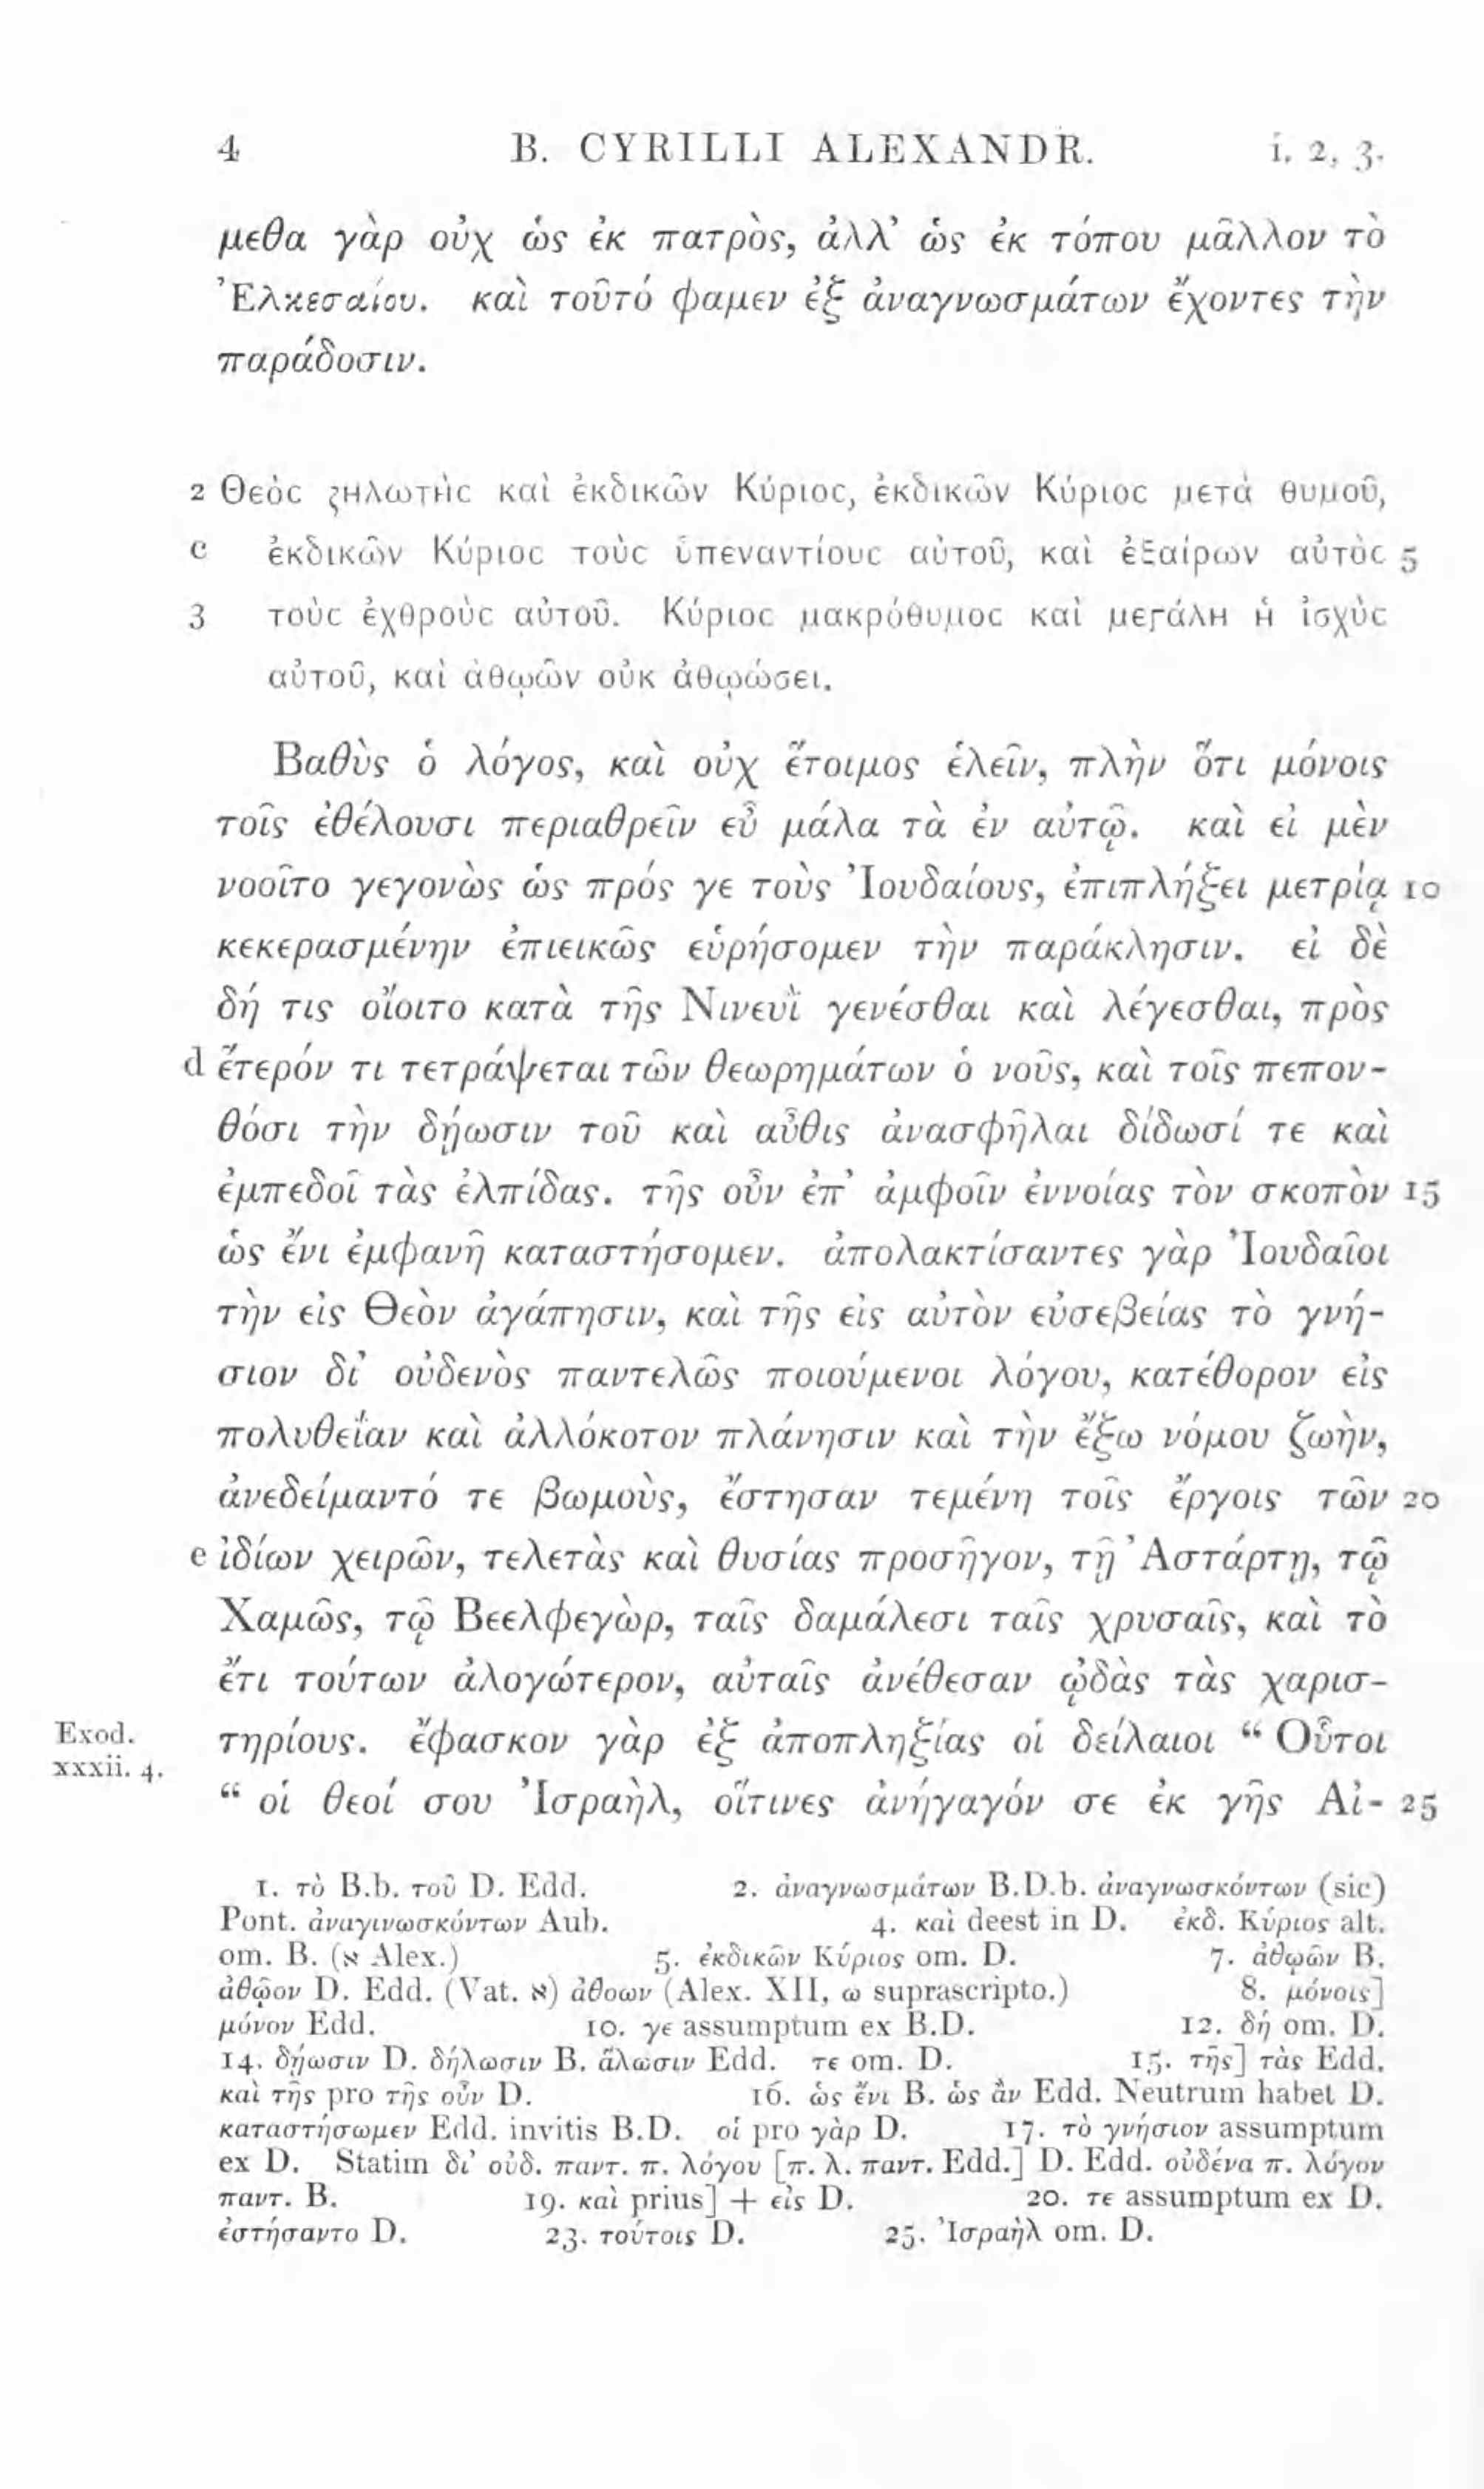 4 B. CYRILLI ALEXANDR. i. 2, 3.
μεθα γὰρ οὐχ ὡς ἐκ πατρὸς, ἀλλ’ ὡς ἐκ τόπου μᾶλλον τὸ
Ἐλκεσαίου. καὶ τοῦτό φαμεν ἐξ ἀναγνωσμάτων ἔχοντες τὴν
παράδοσιν.
2 Θεὸς ζηλωτὴς καὶ ἐκδικῶν Κύριος, ἐκδικῶν Κύριος μετὰ θυμοῦ,
c ἐκδικῶν Κύριος τοὺς ὑπεναντίους αὐτοῦ, καὶ ἐξαίρων αὐτὸς 5
3 τοὺς ἐχθροὺς αὐτοῦ. Κύριος μακρόθυμος καὶ μεγάλη ἡ ἰσχὺς
αὐτοῦ, καὶ ἀθῳῶν οὐκ ἀθῳώσει.
Βαθὺς ὁ λόγος, καὶ οὐχ ἕτοιμος ἑλεῖν, πλὴν ὅτι μόνοις
τοῖς ἐθέλουσι περιαθρεῖν εὖ μάλα τὰ ἐν αὐτῷ. καὶ εἰ μὲν
νοοῖτο γεγονὼς ὡς πρός γε τοὺς Ἰουδαίους, ἐπιπλήξει μετρίᾳ 10
κεκερασμένην ἐπιεικῶς εὑρήσομεν τὴν παράκλησιν. εἰ δὲ
δή τις οἴοιτο κατὰ τῆς Νινευῒ γενέσθαι καὶ λέγεσθαι, πρὸς
d ἕτερόν τι τετράψεται τῶν θεωρημάτων ὁ νοῦς, καὶ τοῖς πεπον-
θόσι τὴν δῄωσιν τοῦ καὶ αὖθις ἀνασφῆλαι δίδωσί τε καὶ
ἐμπεδοῖ τὰς ἐλπίδας. τῆς οὖν ἐπ’ ἀμφοῖν ἐννοίας τὸν σκοπὸν 15
ὡς ἔνι ἐμφανῆ καταστήσομεν. ἀπολακτίσαντες γὰρ Ἰουδαῖοι
τὴν εἰς Θεὸν ἀγάπησιν, καὶ τῆς εἰς αὐτὸν εὐσεβείας τὸ γνή-
σιον δι’ οὐδενὸς παντελῶς ποιούμενοι λόγου, κατέθορον εἰς
πολυθεΐαν καὶ ἀλλόκοτον πλάνησιν καὶ τὴν ἔξω νόμου ζωὴν,
ἀνεδείμαντό τε βωμοὺς, ἔστησαν τεμένη τοῖς ἔργοις τῶν 20
e ἰδίων χειρῶν, τελετὰς καὶ θυσίας προσῆγον, τῇ Ἀστάρτῃ, τῷ
Χαμῶς, τῷ Βεελφεγὼρ, ταῖς δαμάλεσι ταῖς χρυσαῖς, καὶ τὸ
ἔτι τούτων ἀλογώτερον, αὐταῖς ἀνέθεσαν ᾠδὰς τὰς χαρισ-
Exod. xxxii. 4. τηρίους. ἔφασκον γὰρ ἐξ ἀποπληξίας οἱ δείλαιοι “ Οὗτοι
“ οἱ θεοί σου Ἰσραὴλ, οἵτινες ἀνήγαγόν σε ἐκ γῆς Αἰ- 25
1. τὸ B.b. τοῦ D. Edd. 2. ἀναγνωσμάτων B.D.b. ἀναγνωσκόντων (sic)
Pont. ἀναγινωσκόντων Aub. 4. καὶ deest in D. ἐκδ. Κύριος alt.
om. B. (א Alex.) 5. ἐκδικῶν Κύριος om. D. 7. ἀθῳῶν B.
ἀθῷον D. Edd. (Vat. א) ἀθοων (Alex. XII, ω suprascripto.) 8. μόνοις]
μόνον Edd. 10. γε assumptum ex B.D. 12. δή om. D.
14. δῄωσιν D. δήλωσιν B. ἅλωσιν Edd. τε om. D. 15. τῆς] τὰς Edd.
καὶ τῆς pro τῆς οὖν D. 16. ὡς ἔνι B. ὡς ἂν Edd. Neutrum habet D.
καταστήσωμεν Edd. invitis B.D. οἱ pro γὰρ D. 17. τὸ γνήσιον assumptum
ex D. Statim δι’ οὐδ. παντ. π. λόγου [π. λ. παντ. Edd.] D. Edd. οὐδένα π. λόγον
παντ. B. 19. καὶ prius] + εἰς D. 20. τε assumptum ex D.
ἐστήσαντο D. 23. τούτοις D. 25. Ἰσραὴλ om. D.